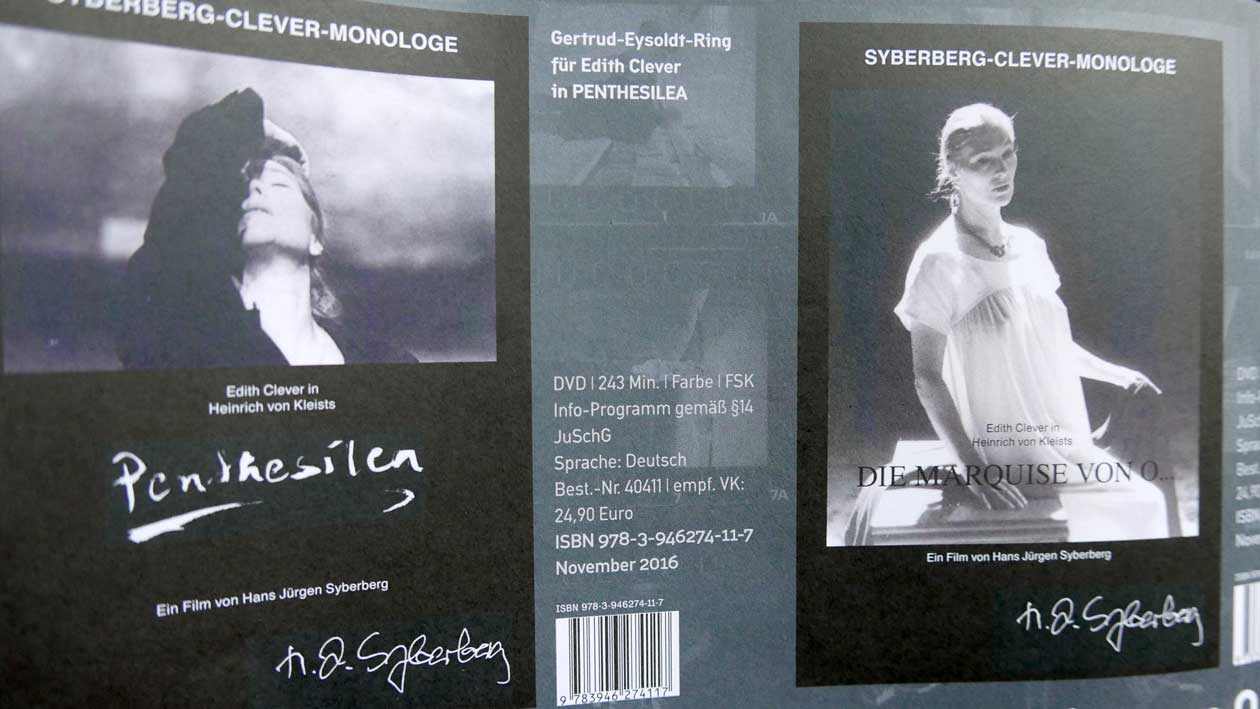 SYBERBERG-CLEVER-MONOLOGE
Edith Clever in
Heinrich von Kleists
Penthesilea
Ein Film von Hans Jürgen Syberberg
H. J. Syberberg
Gertrud-Eysoldt-Ring
für Edith Clever
in PENTHESILEA
1A
7A
DVD | 243 Min. | Farbe | FSK
Info-Programm gemäß §14
JuSchG
Sprache: Deutsch
Best.-Nr. 40411 | empf. VK:
24,90 Euro
ISBN 978-3-946274-11-7
November 2016
ISBN 978-3-946274-11-7
9 783946 274117
SYBERBERG-CLEVER-MONOLOGE
Edith Clever in
Heinrich von Kleists
DIE MARQUISE VON O...
Ein Film von Hans Jürgen Syberberg
H. J. Syberberg
DVD